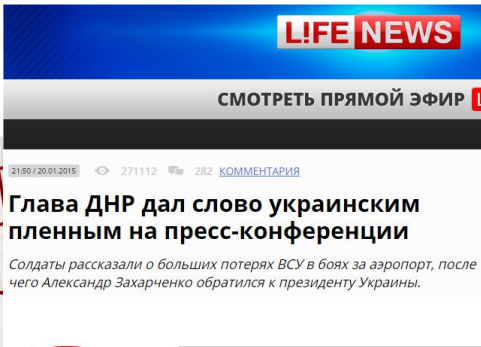 L!FE NEWS
СМОТРЕТЬ ПРЯМОЙ ЭФИР
21:50 / 20.01.2015 271112 282 КОММЕНТАРИЯ
Глава ДНР дал слово украинским
пленным на пресс-конференции
Солдаты рассказали о больших потерях ВСУ в боях за аэропорт, после
чего Александр Захарченко обратился к президенту Украины.